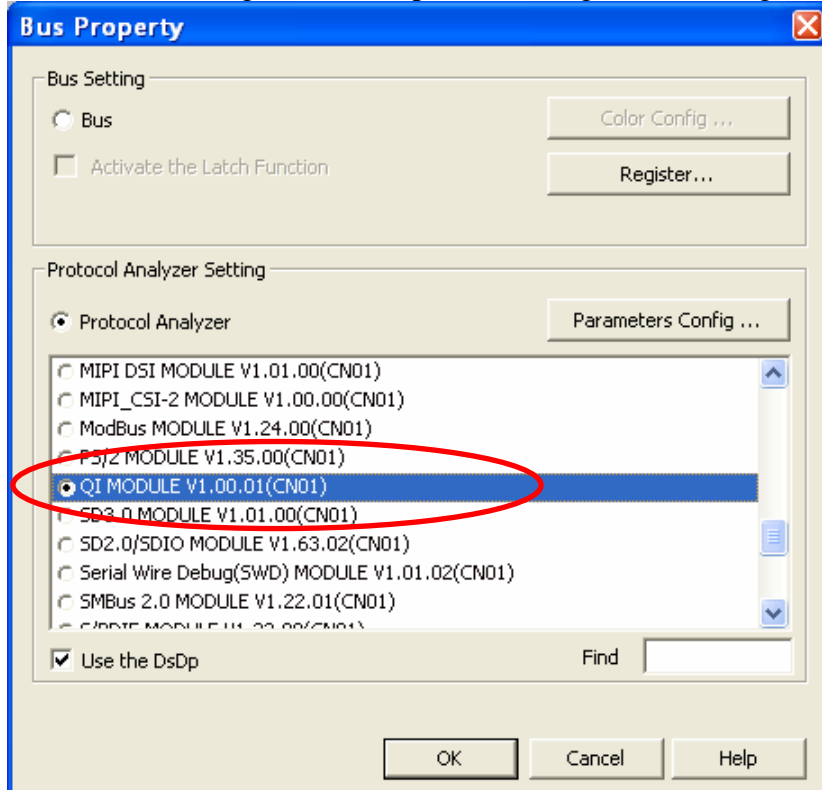 Bus Property
Bus Setting
Bus
Color Config ...
Activate the Latch Function
Register...
Protocol Analyzer Setting
Protocol Analyzer
Parameters Config ...
MIPI DSI MODULE V1.01.00(CN01)
MIPI_CSI-2 MODULE V1.00.00(CN01)
ModBus MODULE V1.24.00(CN01)
PS/2 MODULE V1.35.00(CN01)
QI MODULE V1.00.01(CN01)
SD3.0 MODULE V1.01.00(CN01)
SD2.0/SDIO MODULE V1.63.02(CN01)
Serial Wire Debug(SWD) MODULE V1.01.02(CN01)
SMBus 2.0 MODULE V1.22.01(CN01)
Use the DsDp
Find
OK Cancel Help